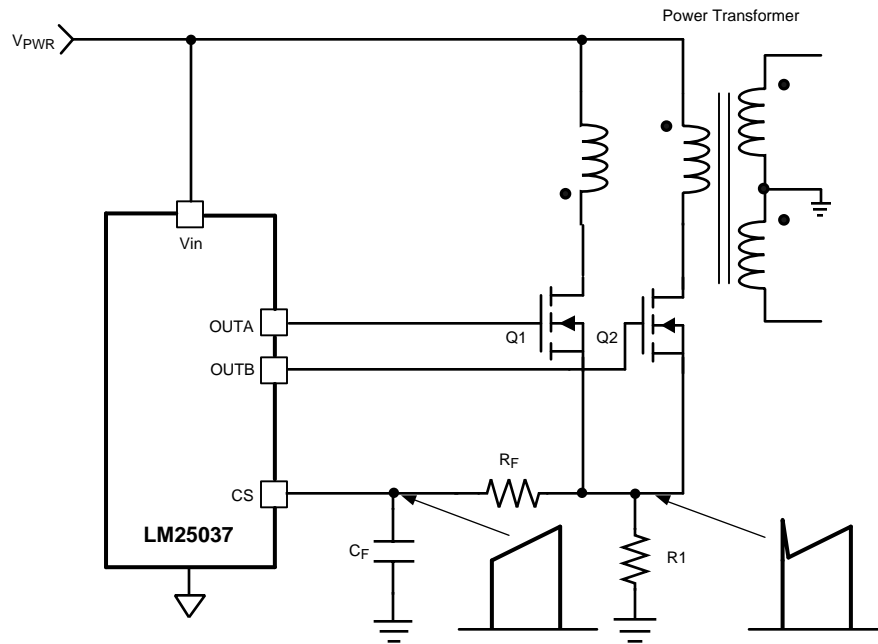 Power Transformer
VPWR
Vin
OUTA
Q1
Q2
OUTB
RF
CS
LM25037
CF
R1